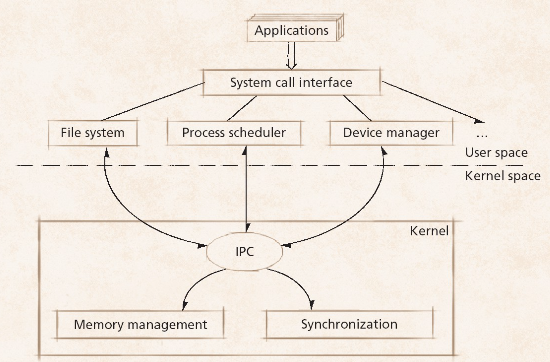 Applications
System call interface
File system
Process scheduler
Device manager
...
User space
Kernel space
Kernel
IPC
Memory management
Synchronization